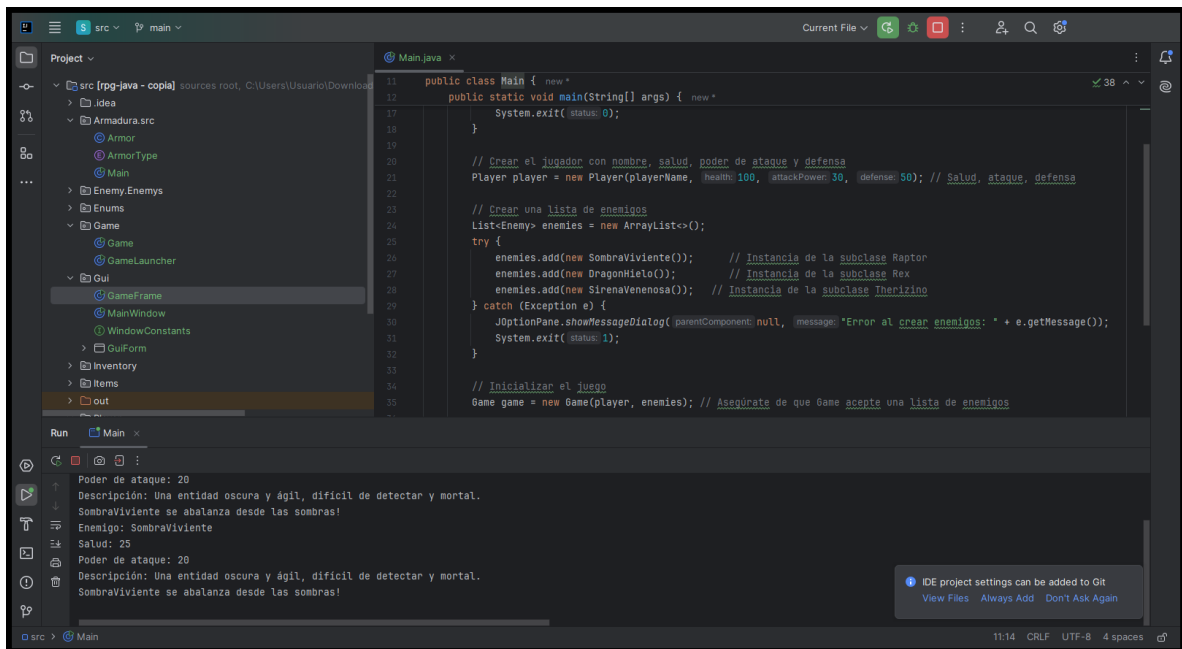 S src main Current File
Project
src [rpg-java - copia] sources root, C:\Users\Usuario\Download
.idea
Armadura.src
Armor
ArmorType
Main
Enemy.Enemys
Enums
Game
Game
GameLauncher
Gui
GameFrame
MainWindow
WindowConstants
GuiForm
Inventory
Items
out
Main.java
38
11 public class Main { new *
12 public static void main(String[] args) { new *
17 System.exit( status: 0);
18 }
19
20 // Crear el jugador con nombre, salud, poder de ataque y defensa
21 Player player = new Player(playerName, health: 100, attackPower: 30, defense: 50); // Salud, ataque, defensa
22
23 // Crear una lista de enemigos
24 List<Enemy> enemies = new ArrayList<>();
25 try {
26 enemies.add(new SombraViviente()); // Instancia de la subclase Raptor
27 enemies.add(new DragonHielo()); // Instancia de la subclase Rex
28 enemies.add(new SirenaVenenosa()); // Instancia de la subclase Therizino
29 } catch (Exception e) {
30 JOptionPane.showMessageDialog( parentComponent: null, message: "Error al crear enemigos: " + e.getMessage());
31 System.exit( status: 1);
32 }
33
34 // Inicializar el juego
35 Game game = new Game(player, enemies); // Asegúrate de que Game acepte una lista de enemigos
Run Main
Poder de ataque: 20
Descripción: Una entidad oscura y ágil, difícil de detectar y mortal.
SombraViviente se abalanza desde las sombras!
Enemigo: SombraViviente
Salud: 25
Poder de ataque: 20
Descripción: Una entidad oscura y ágil, difícil de detectar y mortal.
SombraViviente se abalanza desde las sombras!
IDE project settings can be added to Git
View Files Always Add Don't Ask Again
src > Main 11:14 CRLF UTF-8 4 spaces